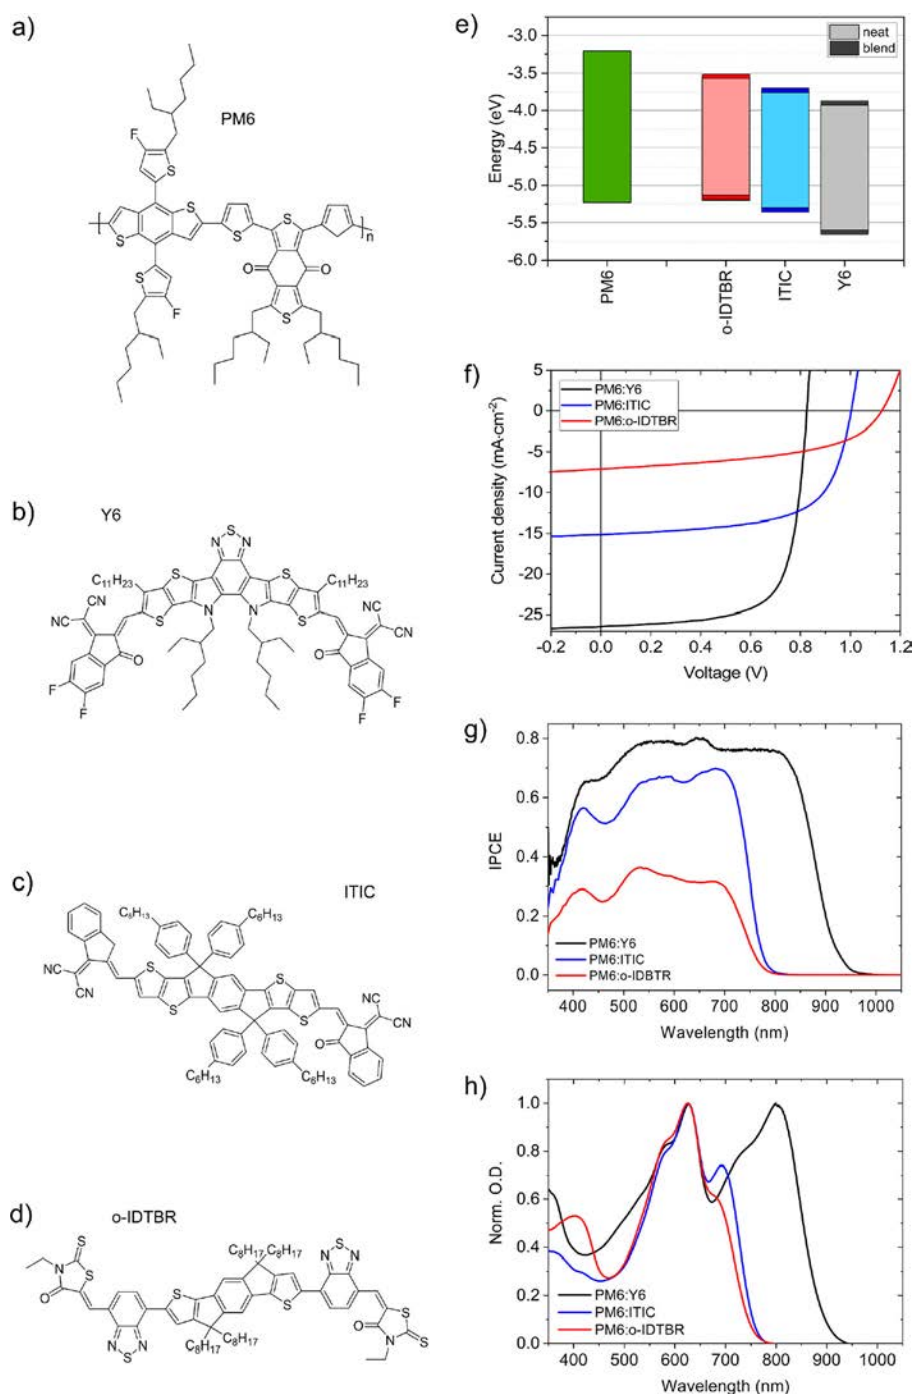 a)
PM6
F
S
S
S
S
S
S
n
O
O
S
F
S
b)
Y6
S
N
N
C11H23
S
S
C11H23
CN
NC
S
N
N
S
NC
CN
O
O
F
F
F
F
c)
ITIC
C6H13
C6H13
NC
CN
S
S
S
S
NC
CN
O
C6H13
C6H13
d)
o-IDTBR
S
N
S
O
C8H17
C8H17
S
N
N
S
S
N
N
S
C8H17
C8H17
S
S
O
N
e)
neat
blend
-3.0
-3.5
-4.0
-4.5
-5.0
-5.5
-6.0
Energy (eV)
PM6
o-IDTBR
ITIC
Y6
f)
PM6:Y6
PM6:ITIC
PM6:o-IDTBR
5
0
-5
-10
-15
-20
-25
Current density (mA·cm-2)
-0.2 0.0 0.2 0.4 0.6 0.8 1.0 1.2
Voltage (V)
g)
0.8
0.6
0.4
0.2
0.0
IPCE
PM6:Y6
PM6:ITIC
PM6:o-IDBTR
400 500 600 700 800 900 1000
Wavelength (nm)
h)
1.0
0.8
0.6
0.4
0.2
0.0
Norm. O.D.
PM6:Y6
PM6:ITIC
PM6:o-IDTBR
400 500 600 700 800 900 1000
Wavelength (nm)